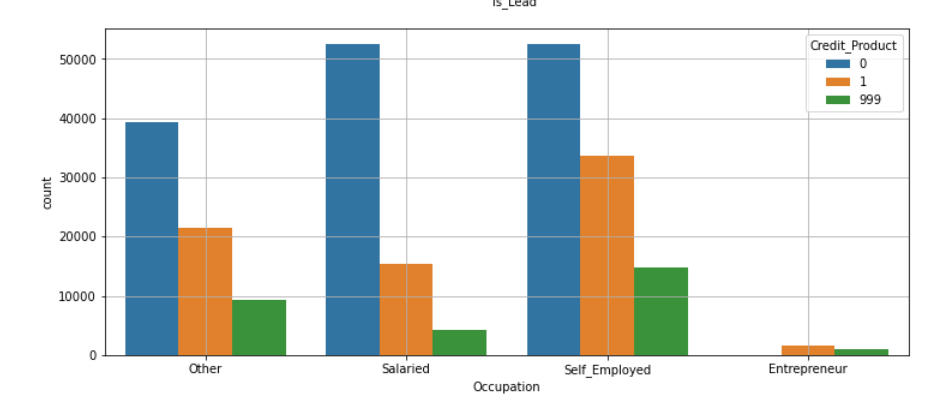 Is_Lead
Credit_Product
0
1
999
50000
40000
30000
20000
10000
0
count
Other Salaried Self_Employed Entrepreneur
Occupation